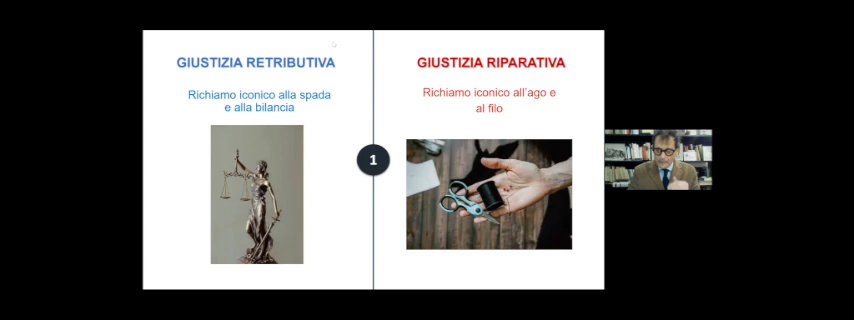 GIUSTIZIA RETRIBUTIVA
Richiamo iconico alla spada
e alla bilancia
1
GIUSTIZIA RIPARATIVA
Richiamo iconico all'ago e
al filo